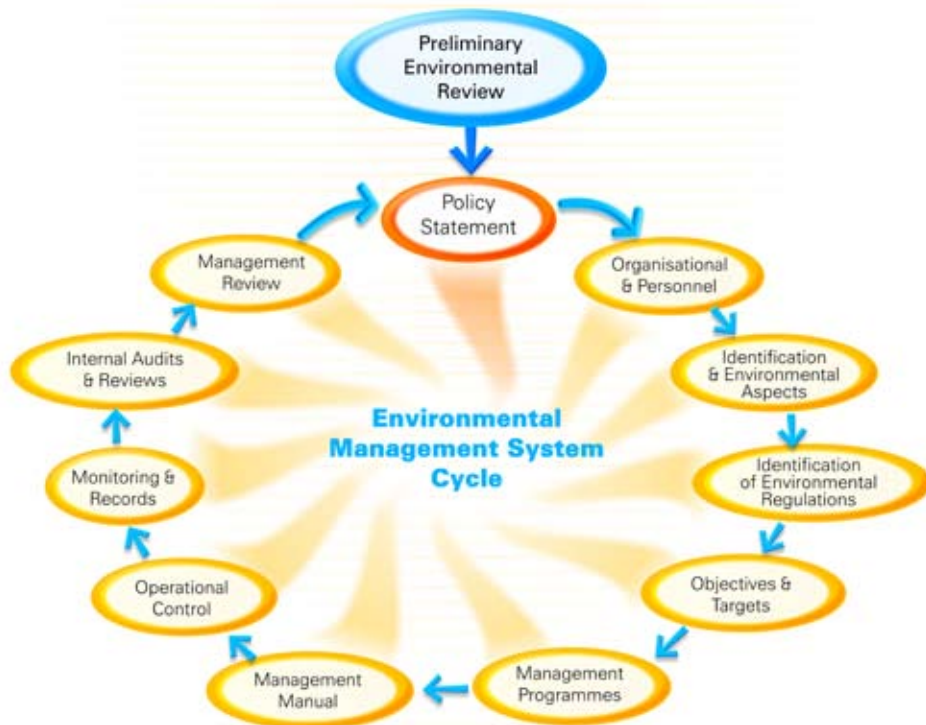 Preliminary
Environmental
Review
Policy
Statement
Organisational
& Personnel
Identification
& Environmental
Aspects
Identification
of Environmental
Regulations
Objectives &
Targets
Management
Programmes
Management
Manual
Operational
Control
Monitoring &
Records
Internal Audits
& Reviews
Management
Review
Environmental
Management System
Cycle